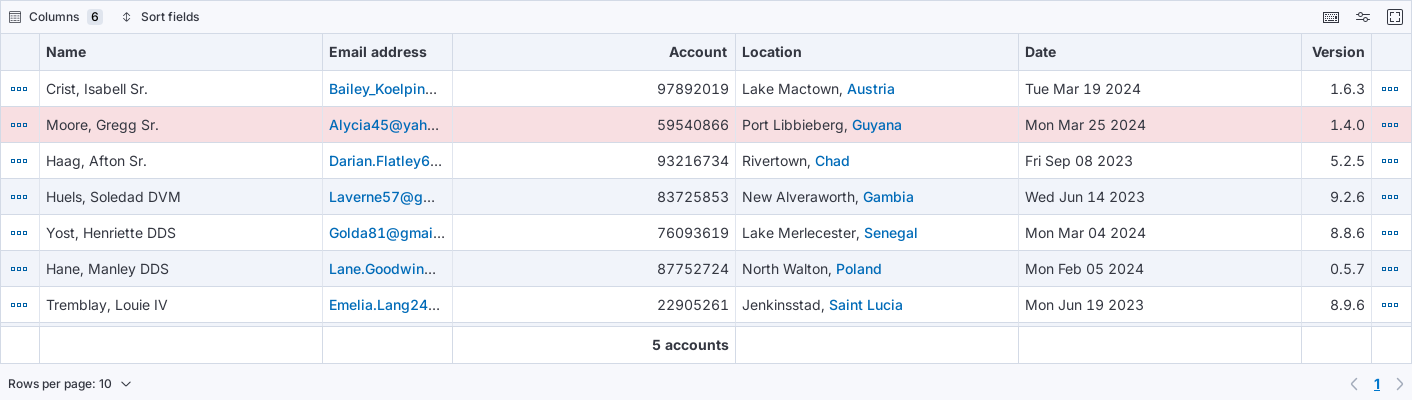 Columns 6 Sort fields
Name Email address Account Location Date Version
Crist, Isabell Sr. Bailey_Koelpin... 97892019 Lake Mactown, Austria Tue Mar 19 2024 1.6.3
Moore, Gregg Sr. Alycia45@yah... 59540866 Port Libbieberg, Guyana Mon Mar 25 2024 1.4.0
Haag, Afton Sr. Darian.Flatley6... 93216734 Rivertown, Chad Fri Sep 08 2023 5.2.5
Huels, Soledad DVM Laverne57@g... 83725853 New Alveraworth, Gambia Wed Jun 14 2023 9.2.6
Yost, Henriette DDS Golda81@gmai... 76093619 Lake Merlecester, Senegal Mon Mar 04 2024 8.8.6
Hane, Manley DDS Lane.Goodwin... 87752724 North Walton, Poland Mon Feb 05 2024 0.5.7
Tremblay, Louie IV Emelia.Lang24... 22905261 Jenkinsstad, Saint Lucia Mon Jun 19 2023 8.9.6
5 accounts
Rows per page: 10 1